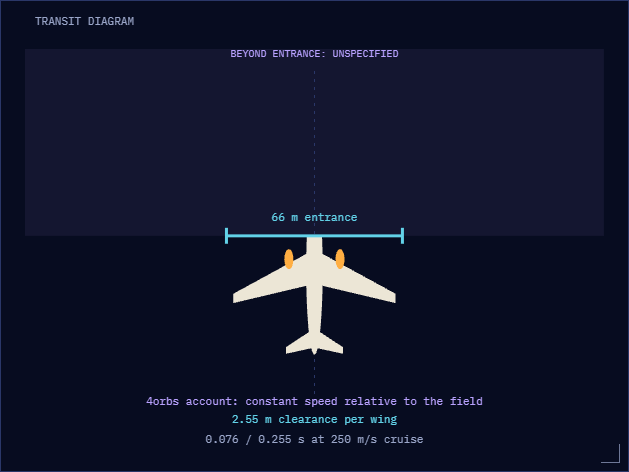 TRANSIT DIAGRAM
BEYOND ENTRANCE: UNSPECIFIED
66 m entrance
4orbs account: constant speed relative to the field
2.55 m clearance per wing
0.076 / 0.255 s at 250 m/s cruise